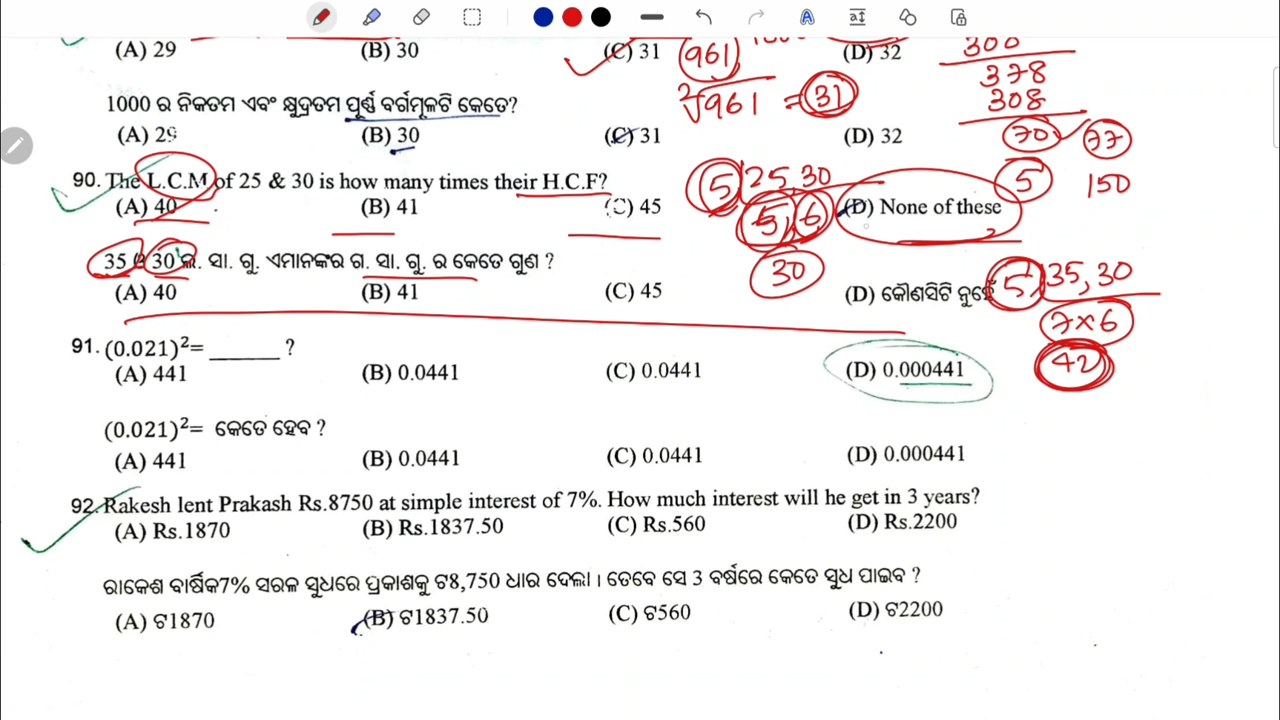 (A) 29 (B) 30 (C) 31 (D) 32
961
308
378
308
70 77
²√961 = 31
1000 ର ନିକଟମ ଏବଂ କ୍ଷୁଦ୍ରତମ ପୂର୍ଣ୍ଣ ବର୍ଗମୂଳଟି କେତେ?
(A) 29 (B) 30 (C) 31 (D) 32
90. The L.C.M of 25 & 30 is how many times their H.C.F?
(A) 40 (B) 41 (C) 45 (D) None of these
5 25,30
5, 6
30
5 150
35 ଓ 30 ଲ. ସା. ଗୁ. ଏମାନଙ୍କର ଗ. ସା. ଗୁ. ର କେତେ ଗୁଣ ?
(A) 40 (B) 41 (C) 45 (D) କୌଣସିଟି ନୁହେଁ
5 35,30
7×6
42
91. (0.021)²= ______ ?
(A) 441 (B) 0.0441 (C) 0.0441 (D) 0.000441
(0.021)²= କେତେ ହେବ ?
(A) 441 (B) 0.0441 (C) 0.0441 (D) 0.000441
92. Rakesh lent Prakash Rs.8750 at simple interest of 7%. How much interest will he get in 3 years?
(A) Rs.1870 (B) Rs.1837.50 (C) Rs.560 (D) Rs.2200
ରାକେଶ ବାର୍ଷିକ7% ସରଳ ସୁଧରେ ପ୍ରକାଶକୁ ଟ8,750 ଧାର ଦେଲା । ତେବେ ସେ 3 ବର୍ଷରେ କେତେ ସୁଧ ପାଇବ ?
(A) ଟ1870 (B) ଟ1837.50 (C) ଟ560 (D) ଟ2200